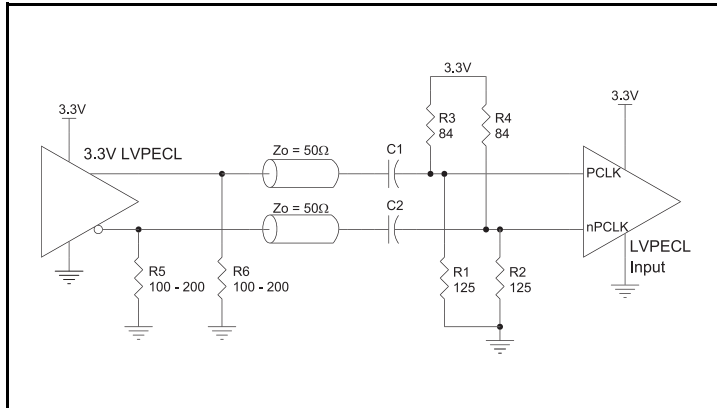 3.3V
3.3V LVPECL
R5
100 - 200
R6
100 - 200
Zo = 50Ω
Zo = 50Ω
C1
C2
3.3V
R3
84
R4
84
R1
125
R2
125
3.3V
PCLK
nPCLK
LVPECL
Input